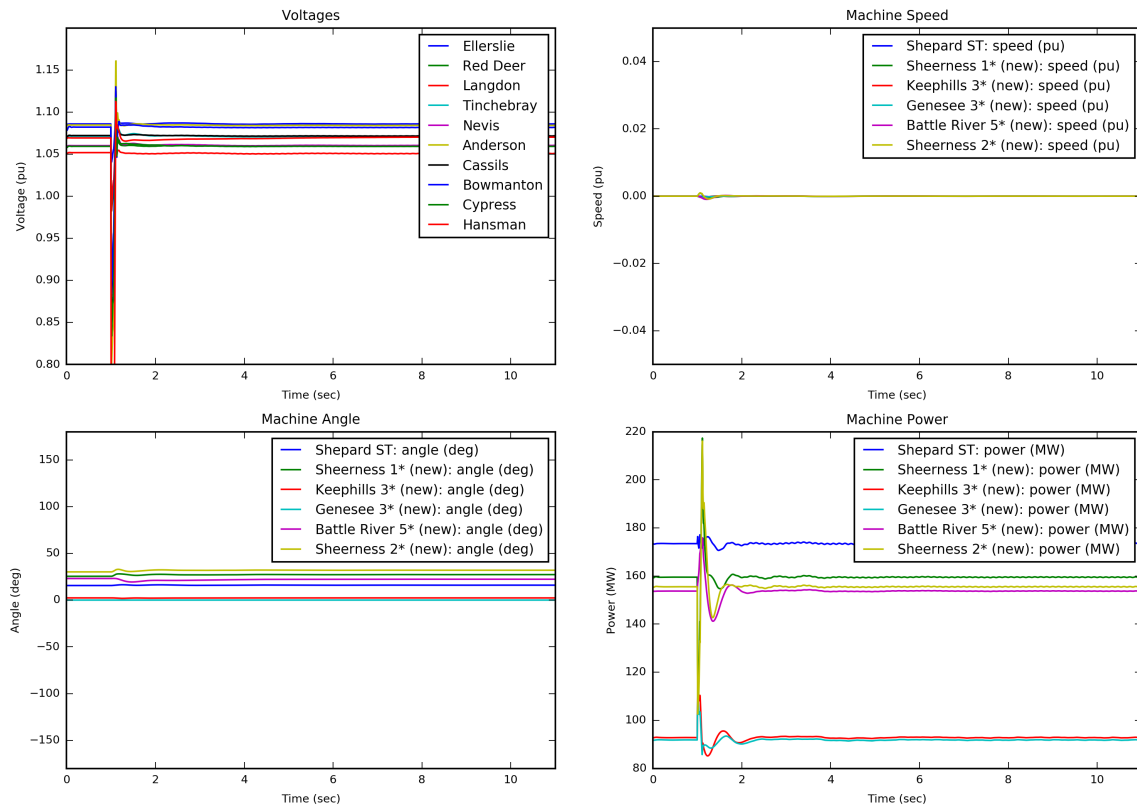 Voltages
1.15
1.10
1.05
1.00
0.95
0.90
0.85
0.80
Voltage (pu)
0
2
4
6
8
10
Time (sec)
Ellerslie
Red Deer
Langdon
Tinchebray
Nevis
Anderson
Cassils
Bowmanton
Cypress
Hansman
Machine Speed
0.04
0.02
0.00
−0.02
−0.04
Speed (pu)
0
2
4
6
8
10
Time (sec)
Shepard ST: speed (pu)
Sheerness 1* (new): speed (pu)
Keephills 3* (new): speed (pu)
Genesee 3* (new): speed (pu)
Battle River 5* (new): speed (pu)
Sheerness 2* (new): speed (pu)
Machine Angle
150
100
50
0
−50
−100
−150
Angle (deg)
0
2
4
6
8
10
Time (sec)
Shepard ST: angle (deg)
Sheerness 1* (new): angle (deg)
Keephills 3* (new): angle (deg)
Genesee 3* (new): angle (deg)
Battle River 5* (new): angle (deg)
Sheerness 2* (new): angle (deg)
Machine Power
220
200
180
160
140
120
100
80
Power (MW)
0
2
4
6
8
10
Time (sec)
Shepard ST: power (MW)
Sheerness 1* (new): power (MW)
Keephills 3* (new): power (MW)
Genesee 3* (new): power (MW)
Battle River 5* (new): power (MW)
Sheerness 2* (new): power (MW)